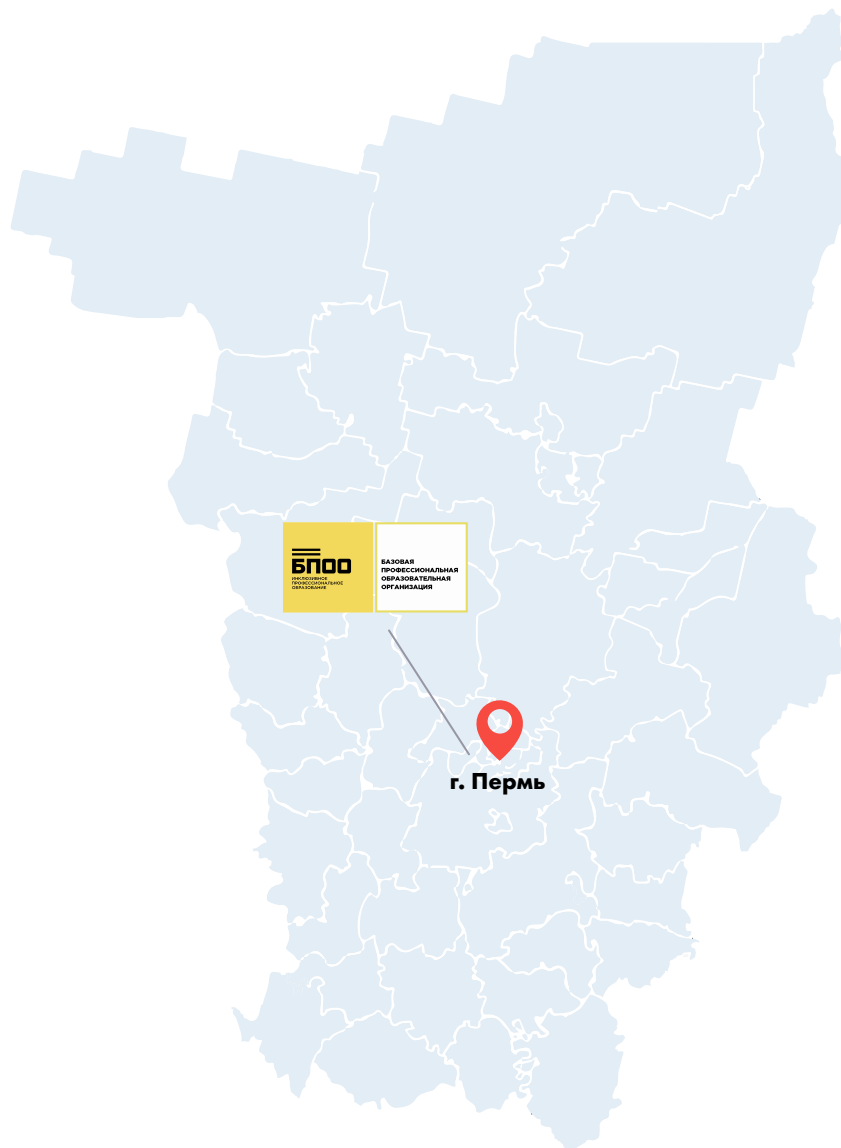 БПОО
ИНКЛЮЗИВНОЕ
ПРОФЕССИОНАЛЬНОЕ
ОБРАЗОВАНИЕ
БАЗОВАЯ
ПРОФЕССИОНАЛЬНАЯ
ОБРАЗОВАТЕЛЬНАЯ
ОРГАНИЗАЦИЯ
г. Пермь